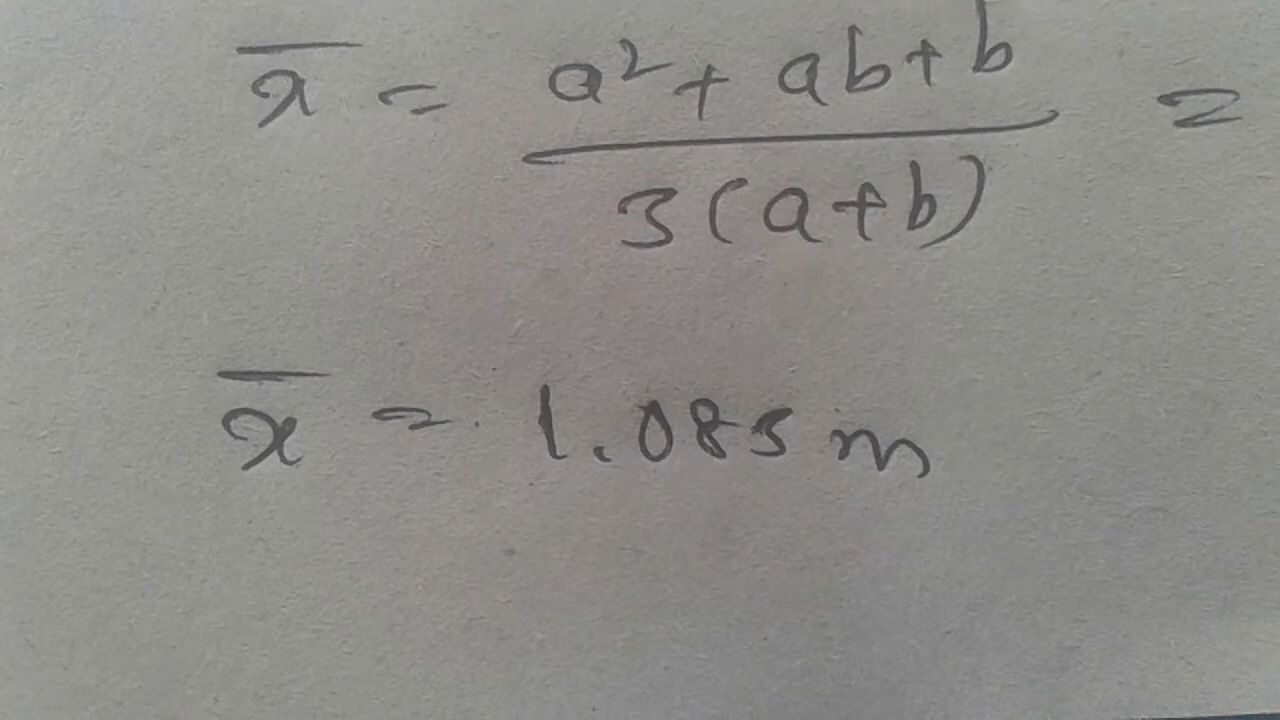 x̄ = (a² + ab + b) / (3(a+b)) =
x̄ = 1.085 m